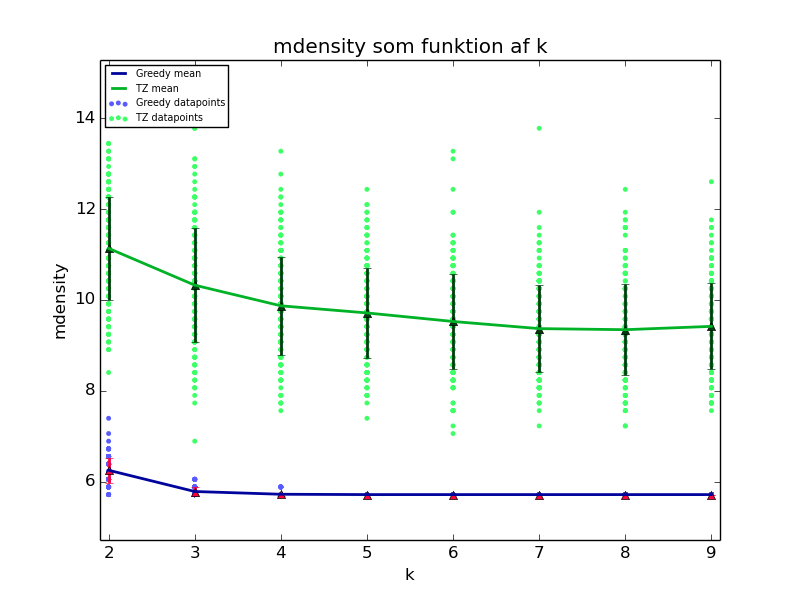 mdensity som funktion af k
Greedy mean
TZ mean
Greedy datapoints
TZ datapoints
14
12
10
8
6
mdensity
2 3 4 5 6 7 8 9
k